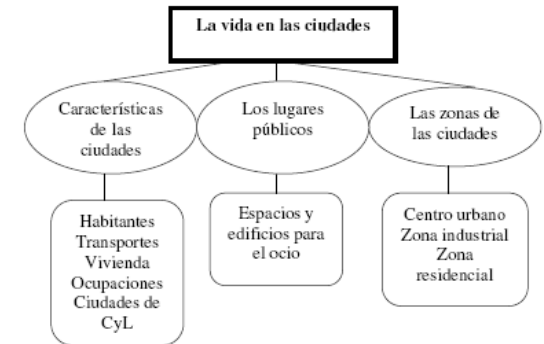 La vida en las ciudades
Características
de las
ciudades
Los lugares
públicos
Las zonas de
las ciudades
Habitantes
Transportes
Vivienda
Ocupaciones
Ciudades de
CyL
Espacios y
edificios para
el ocio
Centro urbano
Zona industrial
Zona
residencial